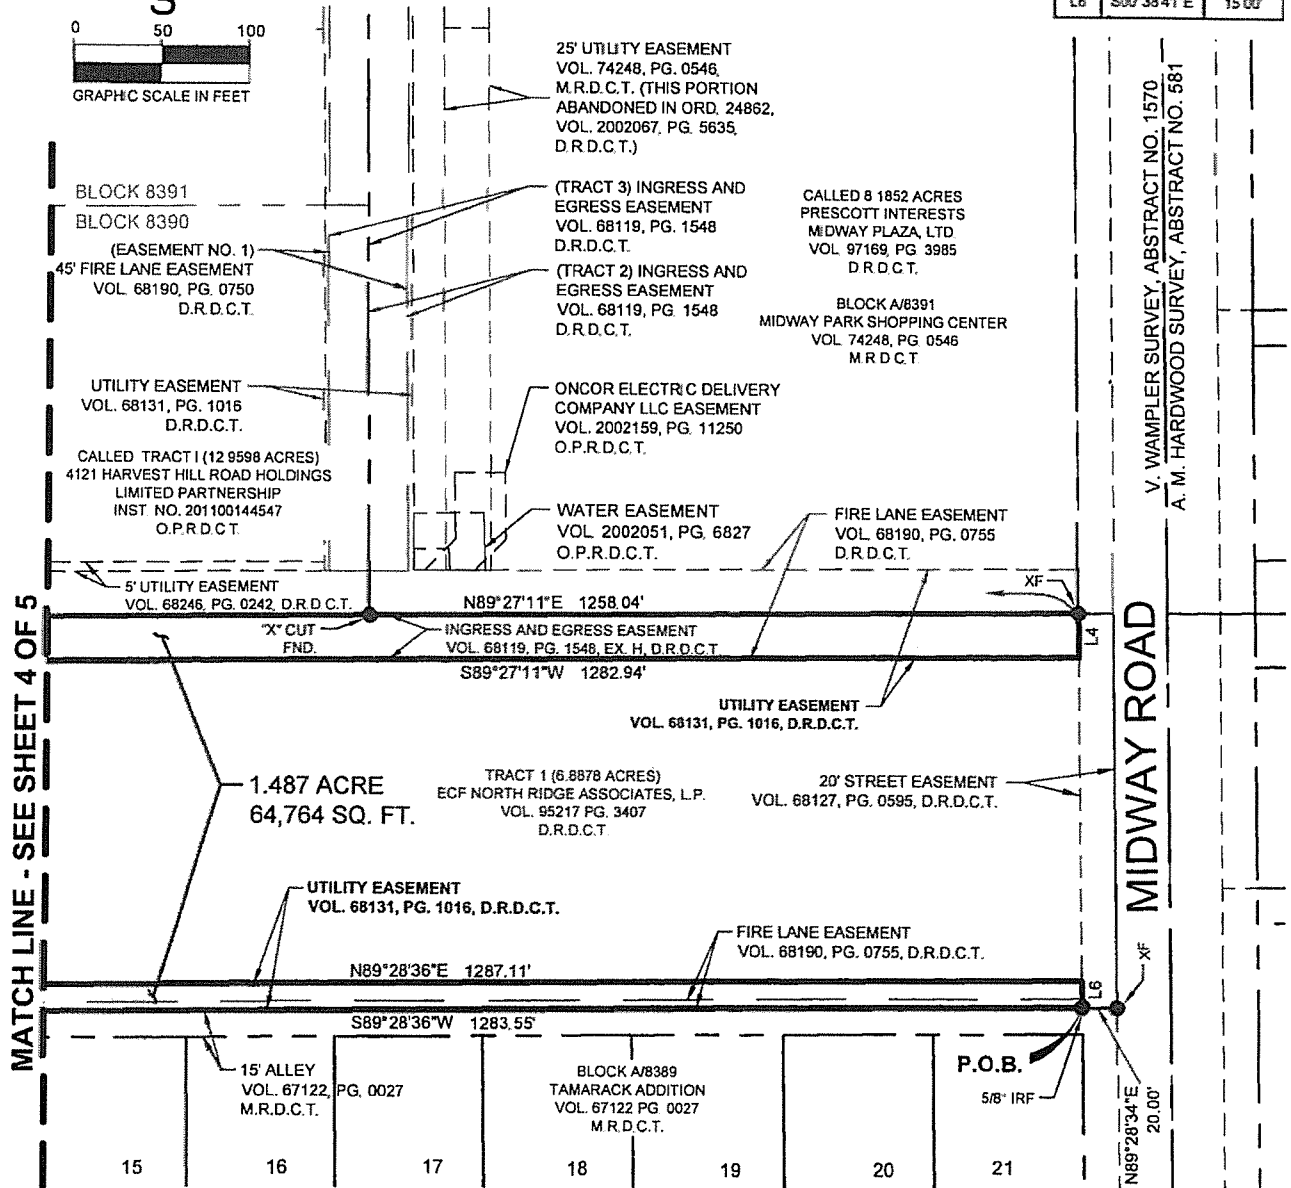 S
0 50 100
GRAPHIC SCALE IN FEET
L6 S00°38'41"E 15.00'
25' UTILITY EASEMENT
VOL. 74248, PG. 0546,
M.R.D.C.T. (THIS PORTION
ABANDONED IN ORD. 24862,
VOL. 2002067, PG. 5635,
D.R.D.C.T.)
BLOCK 8391
BLOCK 8390
(EASEMENT NO. 1)
45' FIRE LANE EASEMENT
VOL. 68190, PG. 0750
D.R.D.C.T.
(TRACT 3) INGRESS AND
EGRESS EASEMENT
VOL. 68119, PG. 1548
D.R.D.C.T.
(TRACT 2) INGRESS AND
EGRESS EASEMENT
VOL. 68119, PG. 1548
D.R.D.C.T.
CALLED 8.1852 ACRES
PRESCOTT INTERESTS
MIDWAY PLAZA, LTD
VOL. 97169, PG. 3985
D.R.D.C.T.
BLOCK A/8391
MIDWAY PARK SHOPPING CENTER
VOL. 74248, PG. 0546
M.R.D.C.T.
V. WAMPLER SURVEY, ABSTRACT NO. 1570
A. M. HARDWOOD SURVEY, ABSTRACT NO. 581
UTILITY EASEMENT
VOL. 68131, PG. 1016
D.R.D.C.T.
ONCOR ELECTRIC DELIVERY
COMPANY LLC EASEMENT
VOL. 2002159, PG. 11250
O.P.R.D.C.T.
CALLED TRACT I (12.9598 ACRES)
4121 HARVEST HILL ROAD HOLDINGS
LIMITED PARTNERSHIP
INST. NO. 201100144547
O.P.R.D.C.T.
WATER EASEMENT
VOL. 2002051, PG. 6827
O.P.R.D.C.T.
FIRE LANE EASEMENT
VOL. 68190, PG. 0755
D.R.D.C.T.
5' UTILITY EASEMENT
VOL. 68246, PG. 0242, D.R.D.C.T.
XF
N89°27'11"E 1258.04'
"X" CUT
FND.
INGRESS AND EGRESS EASEMENT
VOL. 68119, PG. 1548, EX. H, D.R.D.C.T.
L4
S89°27'11"W 1282.94'
UTILITY EASEMENT
VOL. 68131, PG. 1016, D.R.D.C.T.
MATCH LINE - SEE SHEET 4 OF 5
MIDWAY ROAD
1.487 ACRE
64,764 SQ. FT.
TRACT 1 (6.8878 ACRES)
ECF NORTH RIDGE ASSOCIATES, L.P.
VOL. 95217 PG. 3407
D.R.D.C.T.
20' STREET EASEMENT
VOL. 68127, PG. 0595, D.R.D.C.T.
UTILITY EASEMENT
VOL. 68131, PG. 1016, D.R.D.C.T.
FIRE LANE EASEMENT
VOL. 68190, PG. 0755, D.R.D.C.T.
XF
N89°28'36"E 1287.11'
L6
S89°28'36"W 1283.55'
15' ALLEY
VOL. 67122, PG. 0027
M.R.D.C.T.
BLOCK A/8389
TAMARACK ADDITION
VOL. 67122 PG. 0027
M.R.D.C.T.
P.O.B.
5/8" IRF
N89°28'34"E
20.00'
15 16 17 18 19 20 21